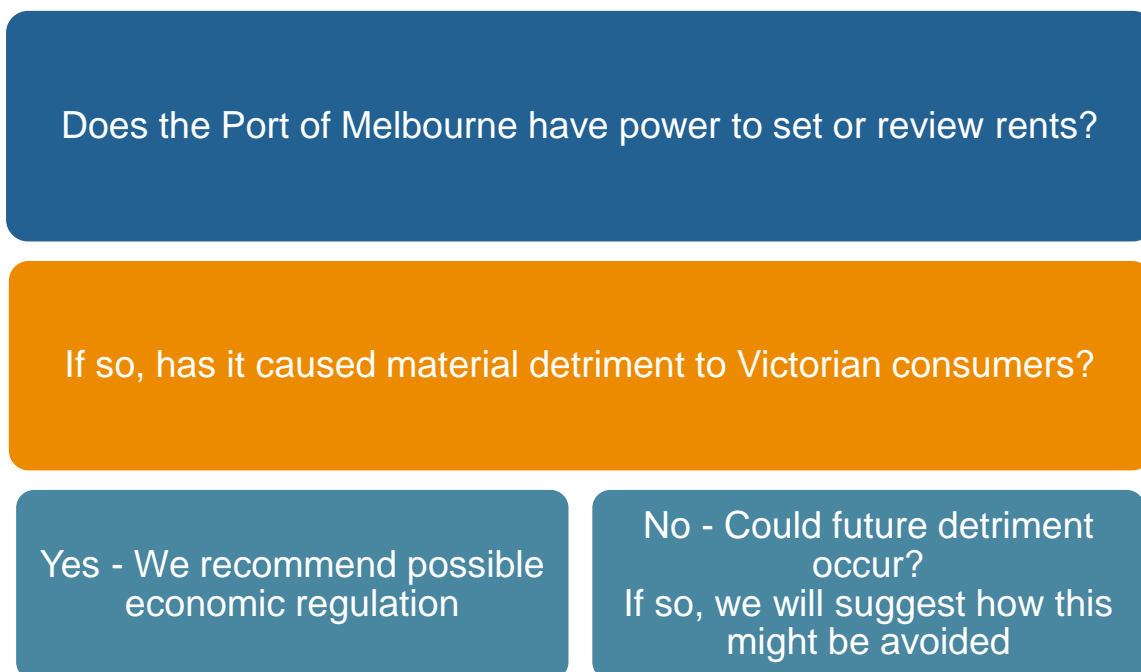 Does the Port of Melbourne have power to set or review rents?
If so, has it caused material detriment to Victorian consumers?
Yes - We recommend possible
economic regulation
No - Could future detriment
occur?
If so, we will suggest how this
might be avoided